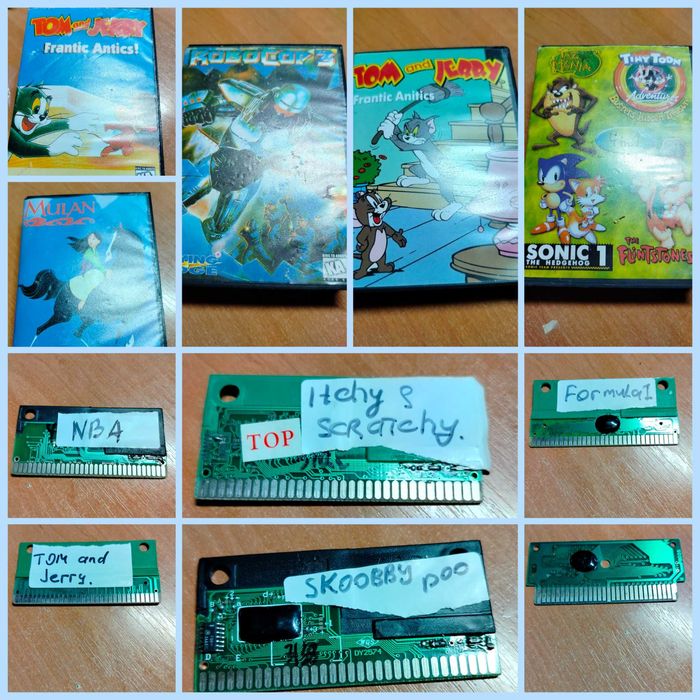 TOM and JERRY
Frantic Antics!
MULAN
ROBOCOP 3
TOM and JERRY
Frantic Anitics
TINY TOON
Adventures
SONIC 1
THE HEDGEHOG
THE
FLINTSTONES
NBA
Itchy &
SCRATCHY.
TOP
Formula I
TOM and
Jerry.
SKOOBBY DOO
D E
DY2574